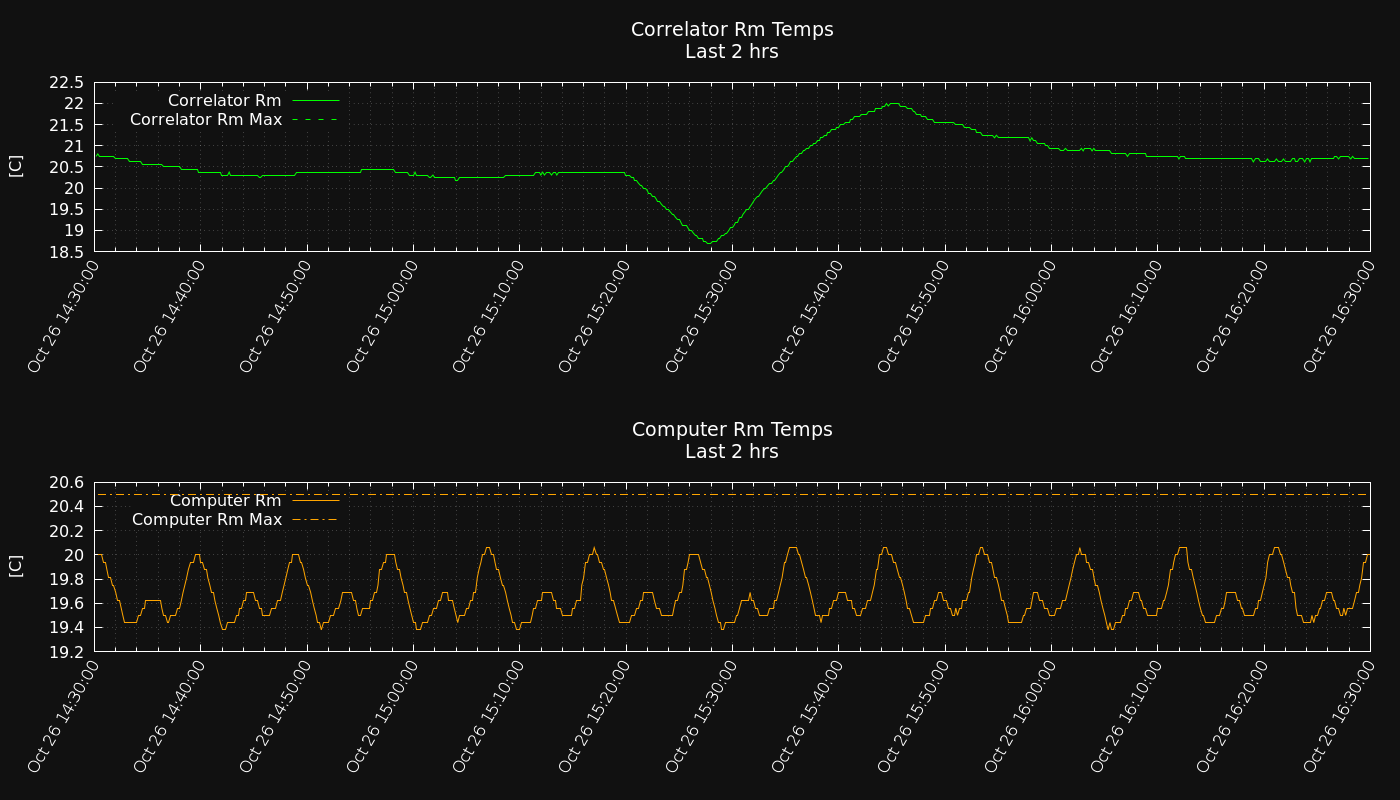 Correlator Rm Temps
Last 2 hrs
[C]
22.5
22
21.5
21
20.5
20
19.5
19
18.5
Correlator Rm
Correlator Rm Max
Oct 26 14:30:00
Oct 26 14:40:00
Oct 26 14:50:00
Oct 26 15:00:00
Oct 26 15:10:00
Oct 26 15:20:00
Oct 26 15:30:00
Oct 26 15:40:00
Oct 26 15:50:00
Oct 26 16:00:00
Oct 26 16:10:00
Oct 26 16:20:00
Oct 26 16:30:00
Computer Rm Temps
Last 2 hrs
[C]
20.6
20.4
20.2
20
19.8
19.6
19.4
19.2
Computer Rm
Computer Rm Max
Oct 26 14:30:00
Oct 26 14:40:00
Oct 26 14:50:00
Oct 26 15:00:00
Oct 26 15:10:00
Oct 26 15:20:00
Oct 26 15:30:00
Oct 26 15:40:00
Oct 26 15:50:00
Oct 26 16:00:00
Oct 26 16:10:00
Oct 26 16:20:00
Oct 26 16:30:00